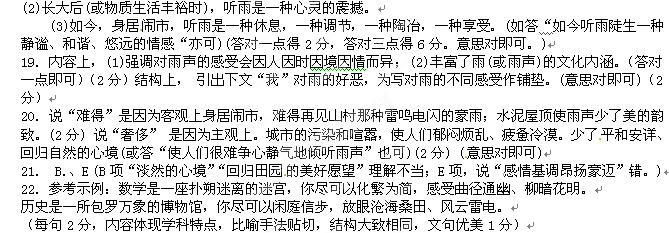 (2)长大后(或物质生活丰裕时)，听雨是一种心灵的震撼。
(3)如今，身居闹市，听雨是一种休息，一种调节，一种陶冶，一种享受。(如答“如今听雨陡生一种
静谧、和谐、悠远的情感“亦可)(答对一点得 2 分，答对三点得 6 分。意思对即可。)
19．内容上，(1)强调对雨声的感受会因人因时因境因情而异；(2)丰富了雨(或雨声)的文化内涵。（答对
一点即可）（2 分）结构上， 引出下文“我”对雨的好恶，为写对雨的不同感受作铺垫。（意思对即可）（2
分）
20．说“难得”是因为客观上身居闹市，难得再见山村那种雷鸣电闪的豪雨；水泥屋顶使雨声少了美的韵
致。（2 分） 说“奢侈” 是因为主观上。城市的污染和喧嚣，使人们郁闷烦乱、疲惫冷漠。少了平和安详、
回归自然的心境(或答“使人们很难争心静气地倾听雨声”也可)(2 分) (意思对即可)
21． B.、E（B 项“淡然的心境”“回归田园的美好愿望”理解不当；E 项，说“感情基调昂扬豪迈”错。）
22．参考示例：数学是一座扑朔迷离的迷宫，你尽可以化繁为简，感受曲径通幽、柳暗花明。
历史是一所包罗万象的博物馆，你尽可以闲庭信步，放眼沧海桑田、风云雷电。
（每句 2 分，内容体现学科特点，比喻手法贴切，结构大致相同，文句优美 1 分）